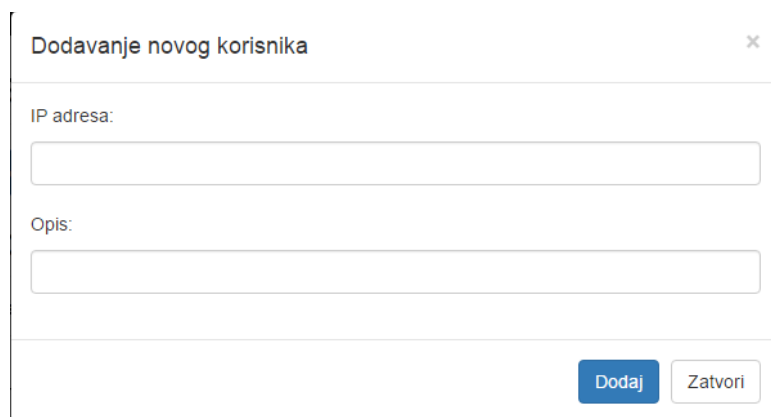 Dodavanje novog korisnika
×
IP adresa:
Opis:
Dodaj Zatvori